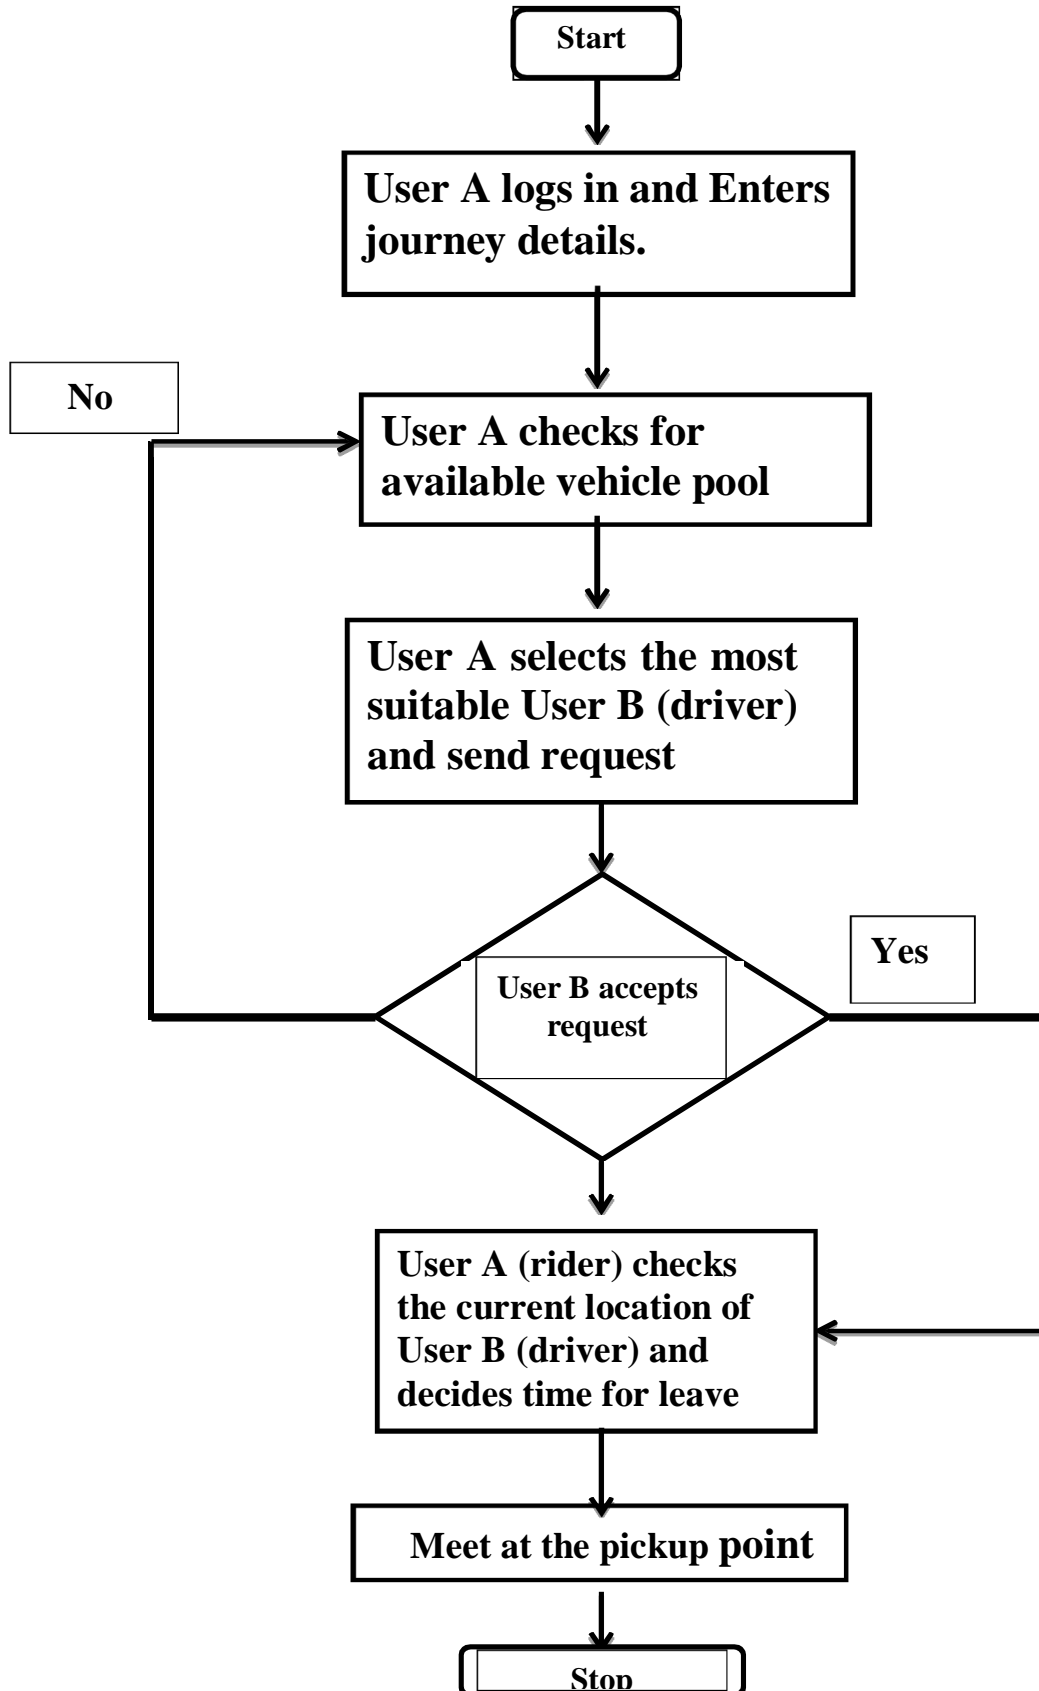 Start
User A logs in and Enters
journey details.
No
User A checks for
available vehicle pool
User A selects the most
suitable User B (driver)
and send request
Yes
User B accepts
request
User A (rider) checks
the current location of
User B (driver) and
decides time for leave
Meet at the pickup point
Stop